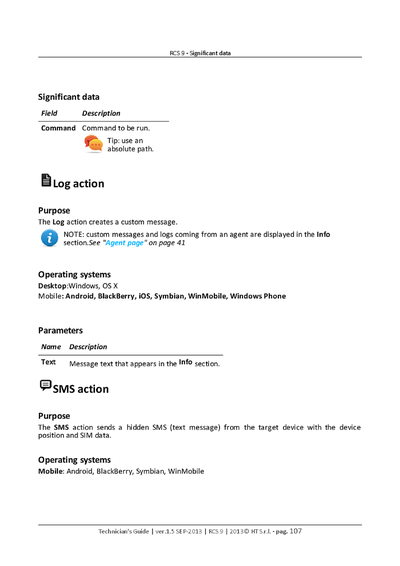 RCS 9 - Significant data
Significant data
Field Description
Command Command to be run.
Tip: use an
absolute path.
Log action
Purpose
The Log action creates a custom message.
NOTE: custom messages and logs coming from an agent are displayed in the Info
section.See "Agent page" on page 41
Operating systems
Desktop:Windows, OS X
Mobile: Android, BlackBerry, iOS, Symbian, WinMobile, Windows Phone
Parameters
Name Description
Text Message text that appears in the Info section.
SMS action
Purpose
The SMS action sends a hidden SMS (text message) from the target device with the device
position and SIM data.
Operating systems
Mobile: Android, BlackBerry, Symbian, WinMobile
Technician's Guide | ver.1.5 SEP-2013 | RCS 9 | 2013© HT S.r.l. - pag. 107